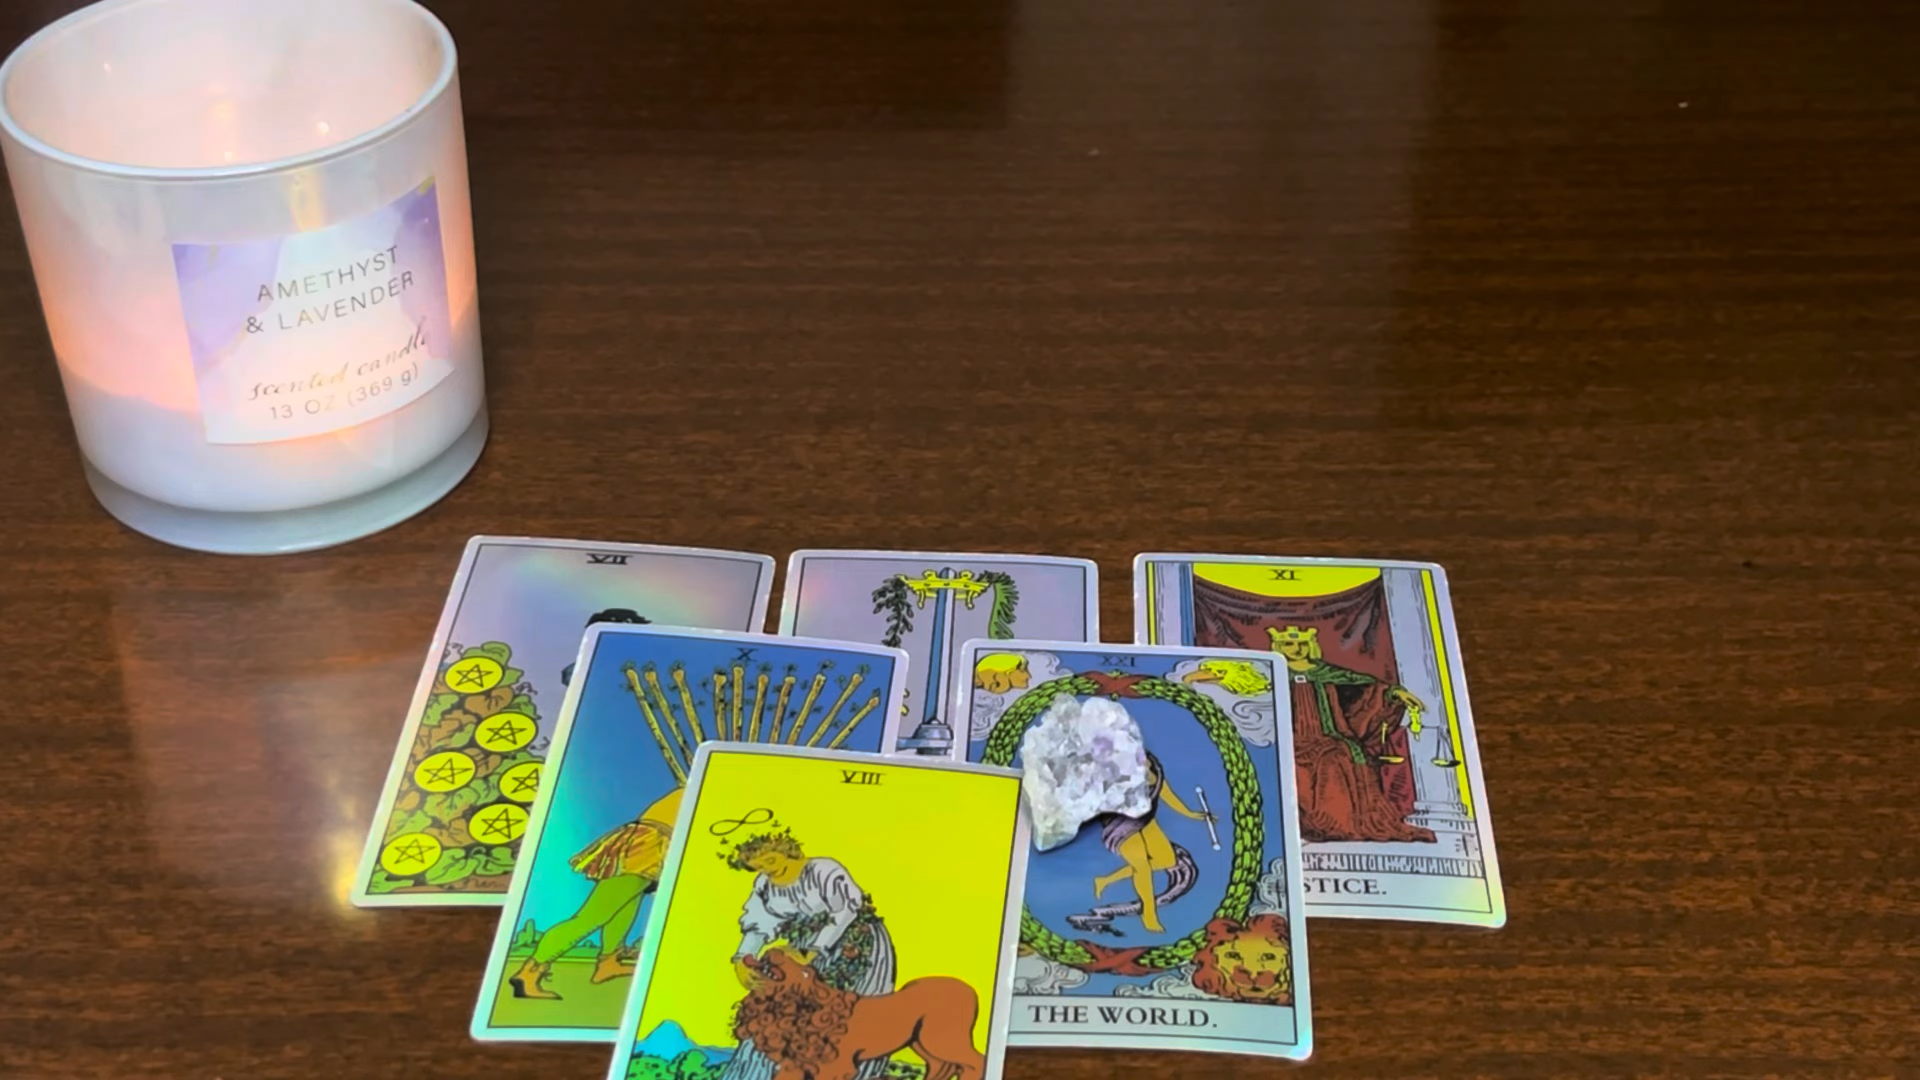 AMETHYST
& LAVENDER
scented candle
13 OZ (369 g)
VII
XI
X
XXI
VIII
STICE.
THE WORLD.